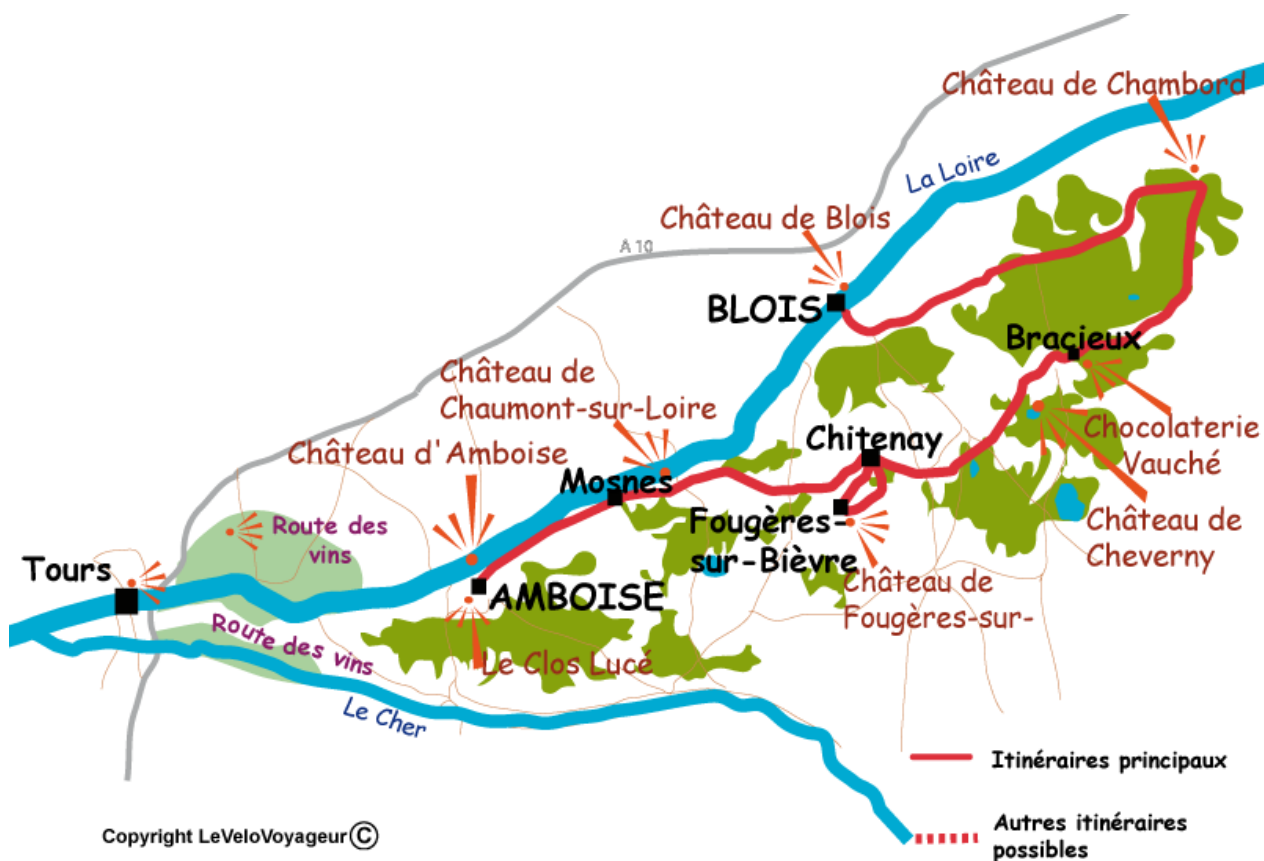 Château de Chambord
La Loire
Château de Blois
A 10
BLOIS
Bracieux
Château de
Chaumont-sur-Loire
Chitenay
Chocolaterie
Vauché
Château d'Amboise
Mosnes
Route des
vins
Fougères-
sur-Bièvre
Château de
Cheverny
Tours
AMBOISE
Château de
Fougères-sur-
Route des vins
Le Clos Lucé
Le Cher
Itinéraires principaux
Autres itinéraires
possibles
Copyright LeVeloVoyageur ©